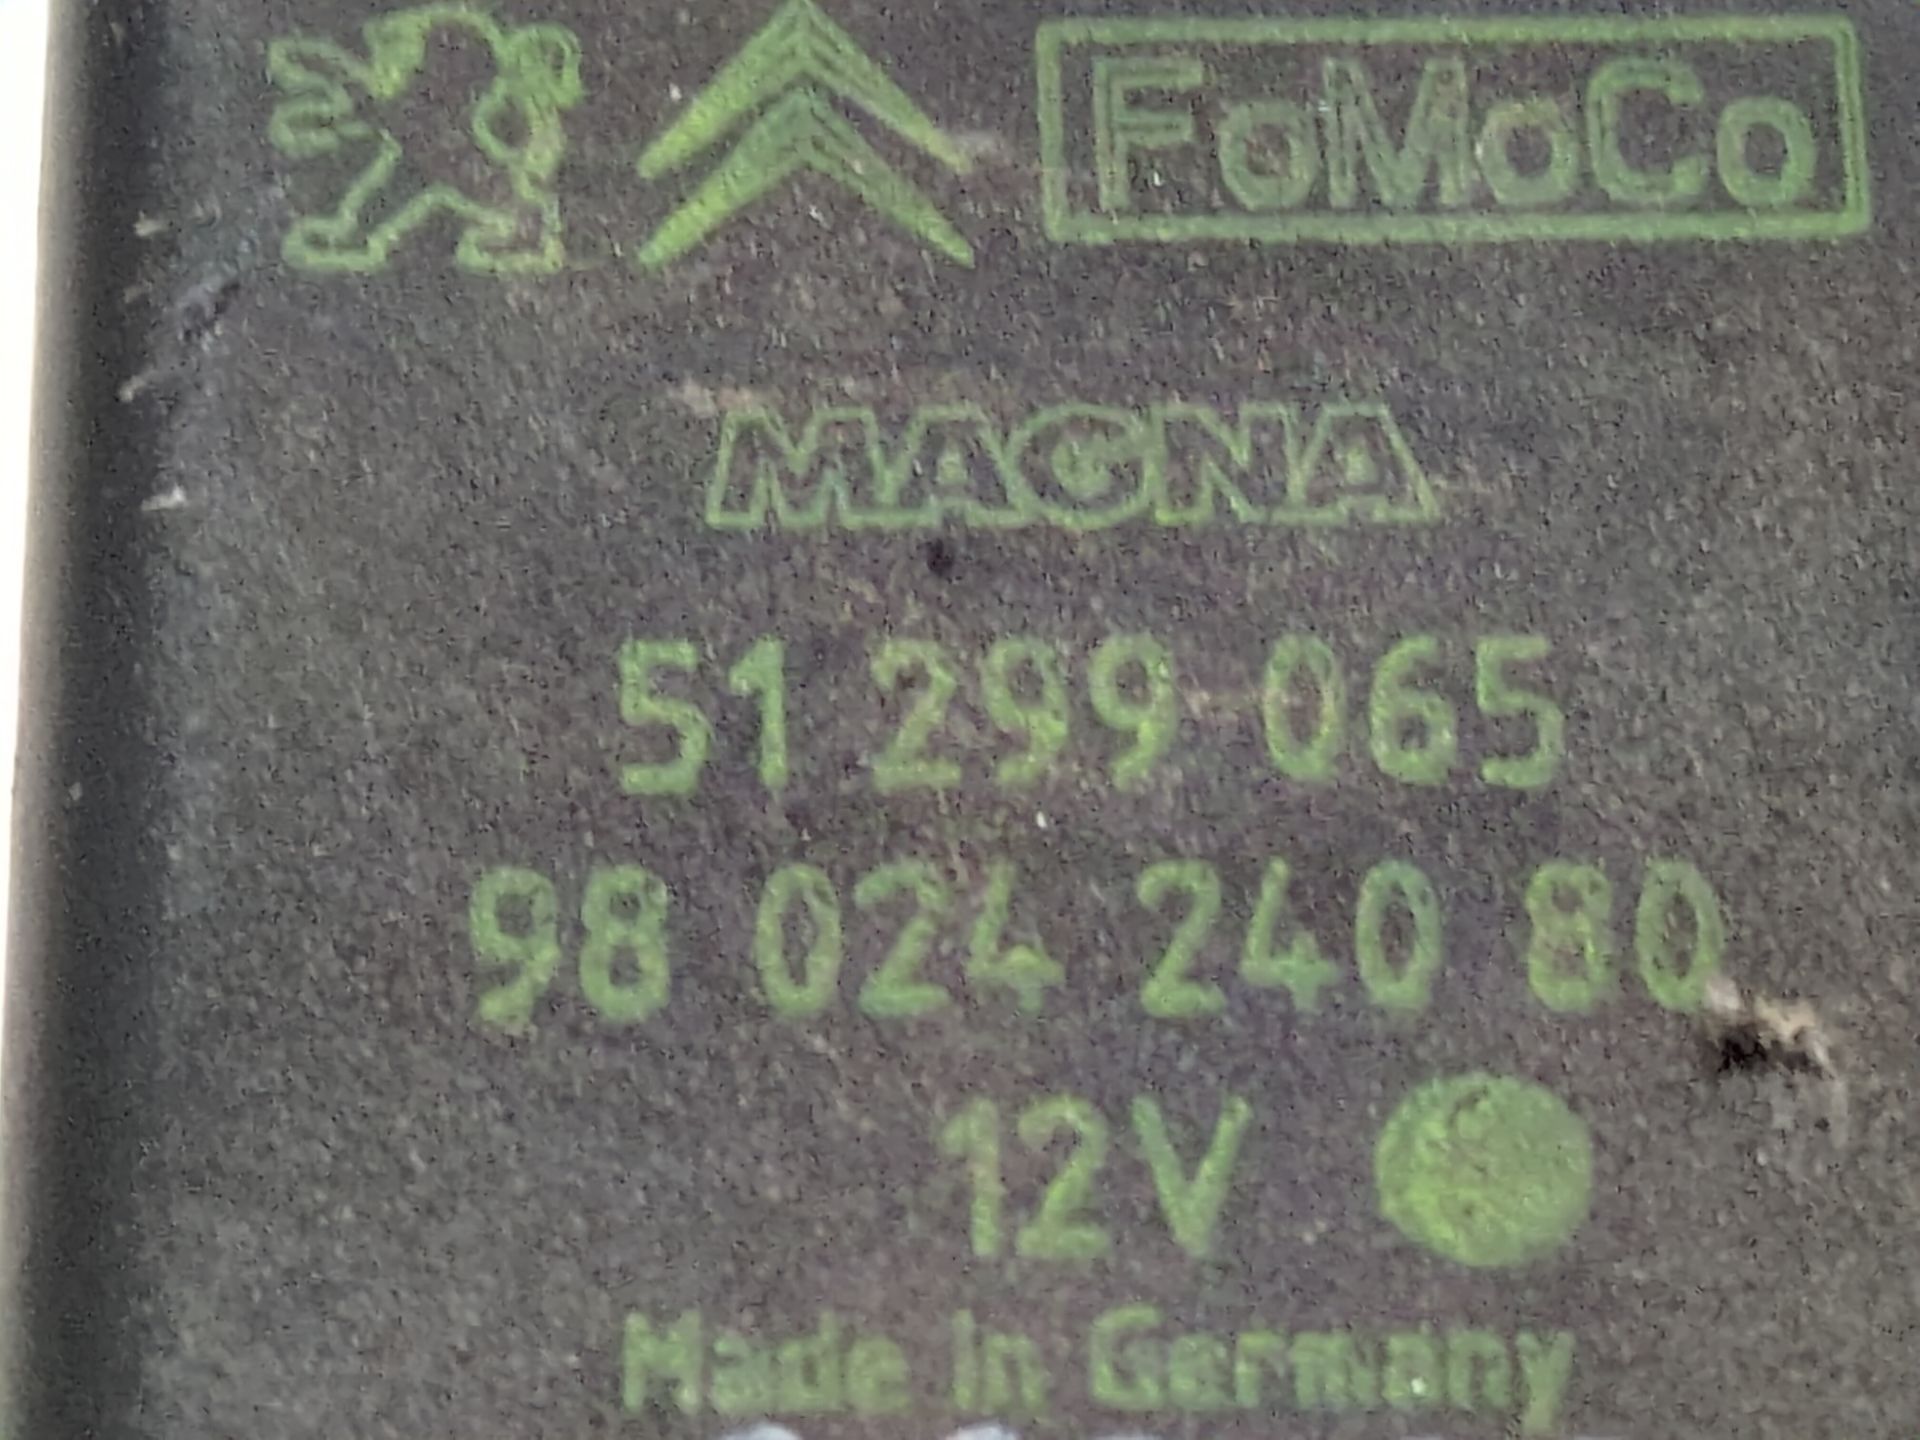 FoMoCo
MAGNA
51 299 065
98 024 240 80
12V
Made in Germany